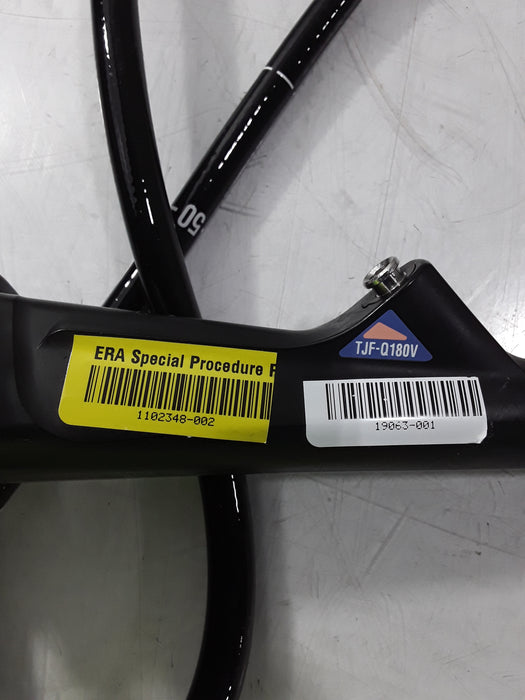 50
TJF-Q180V
ERA Special Procedure
1102348-002
19063-001